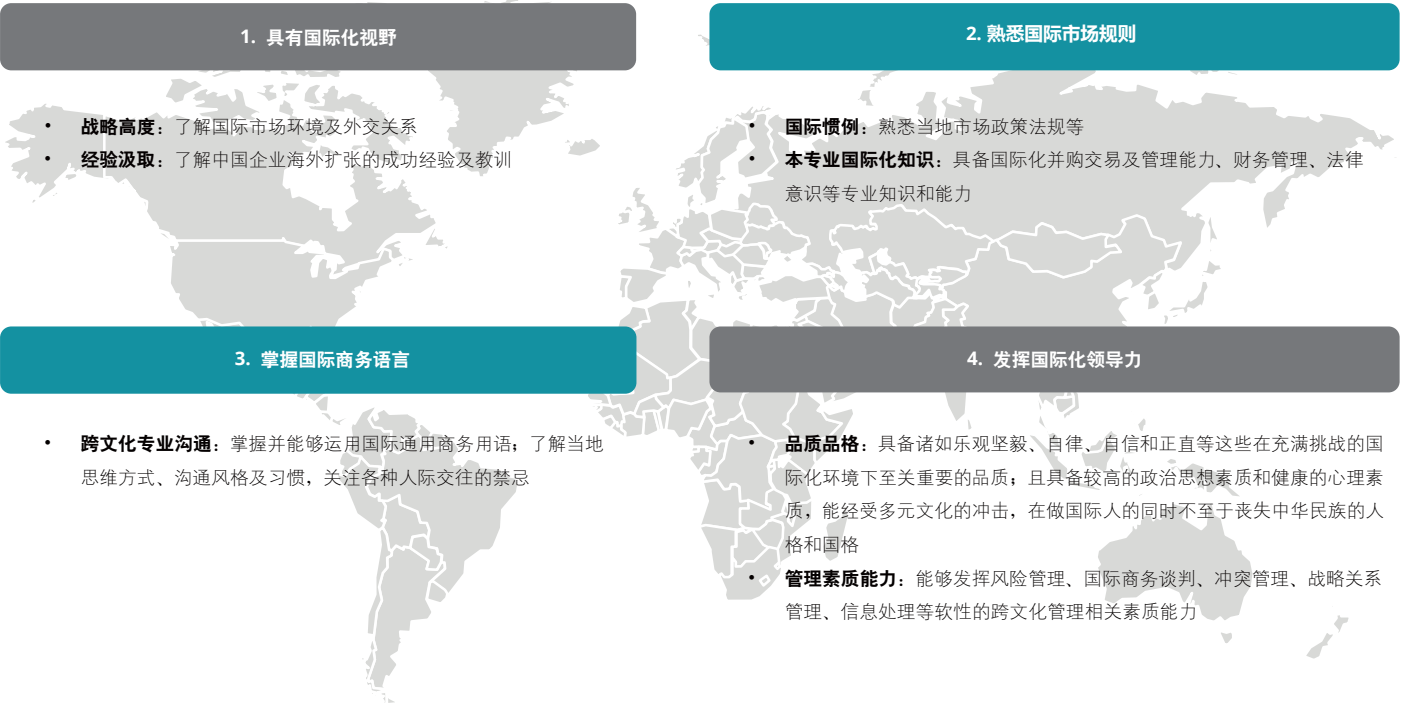 1. 具有国际化视野
• 战略高度：了解国际市场环境及外交关系
• 经验汲取：了解中国企业海外扩张的成功经验及教训
2. 熟悉国际市场规则
• 国际惯例：熟悉当地市场政策法规等
• 本专业国际化知识：具备国际化并购交易及管理能力、财务管理、法律
意识等专业知识和能力
3. 掌握国际商务语言
• 跨文化专业沟通：掌握并能够运用国际通用商务用语；了解当地
思维方式、沟通风格及习惯，关注各种人际交往的禁忌
4. 发挥国际化领导力
• 品质品格：具备诸如乐观坚毅、自律、自信和正直等这些在充满挑战的国
际化环境下至关重要的品质；且具备较高的政治思想素质和健康的心理素
质，能经受多元文化的冲击，在做国际人的同时不至于丧失中华民族的人
格和国格
• 管理素质能力：能够发挥风险管理、国际商务谈判、冲突管理、战略关系
管理、信息处理等软性的跨文化管理相关素质能力